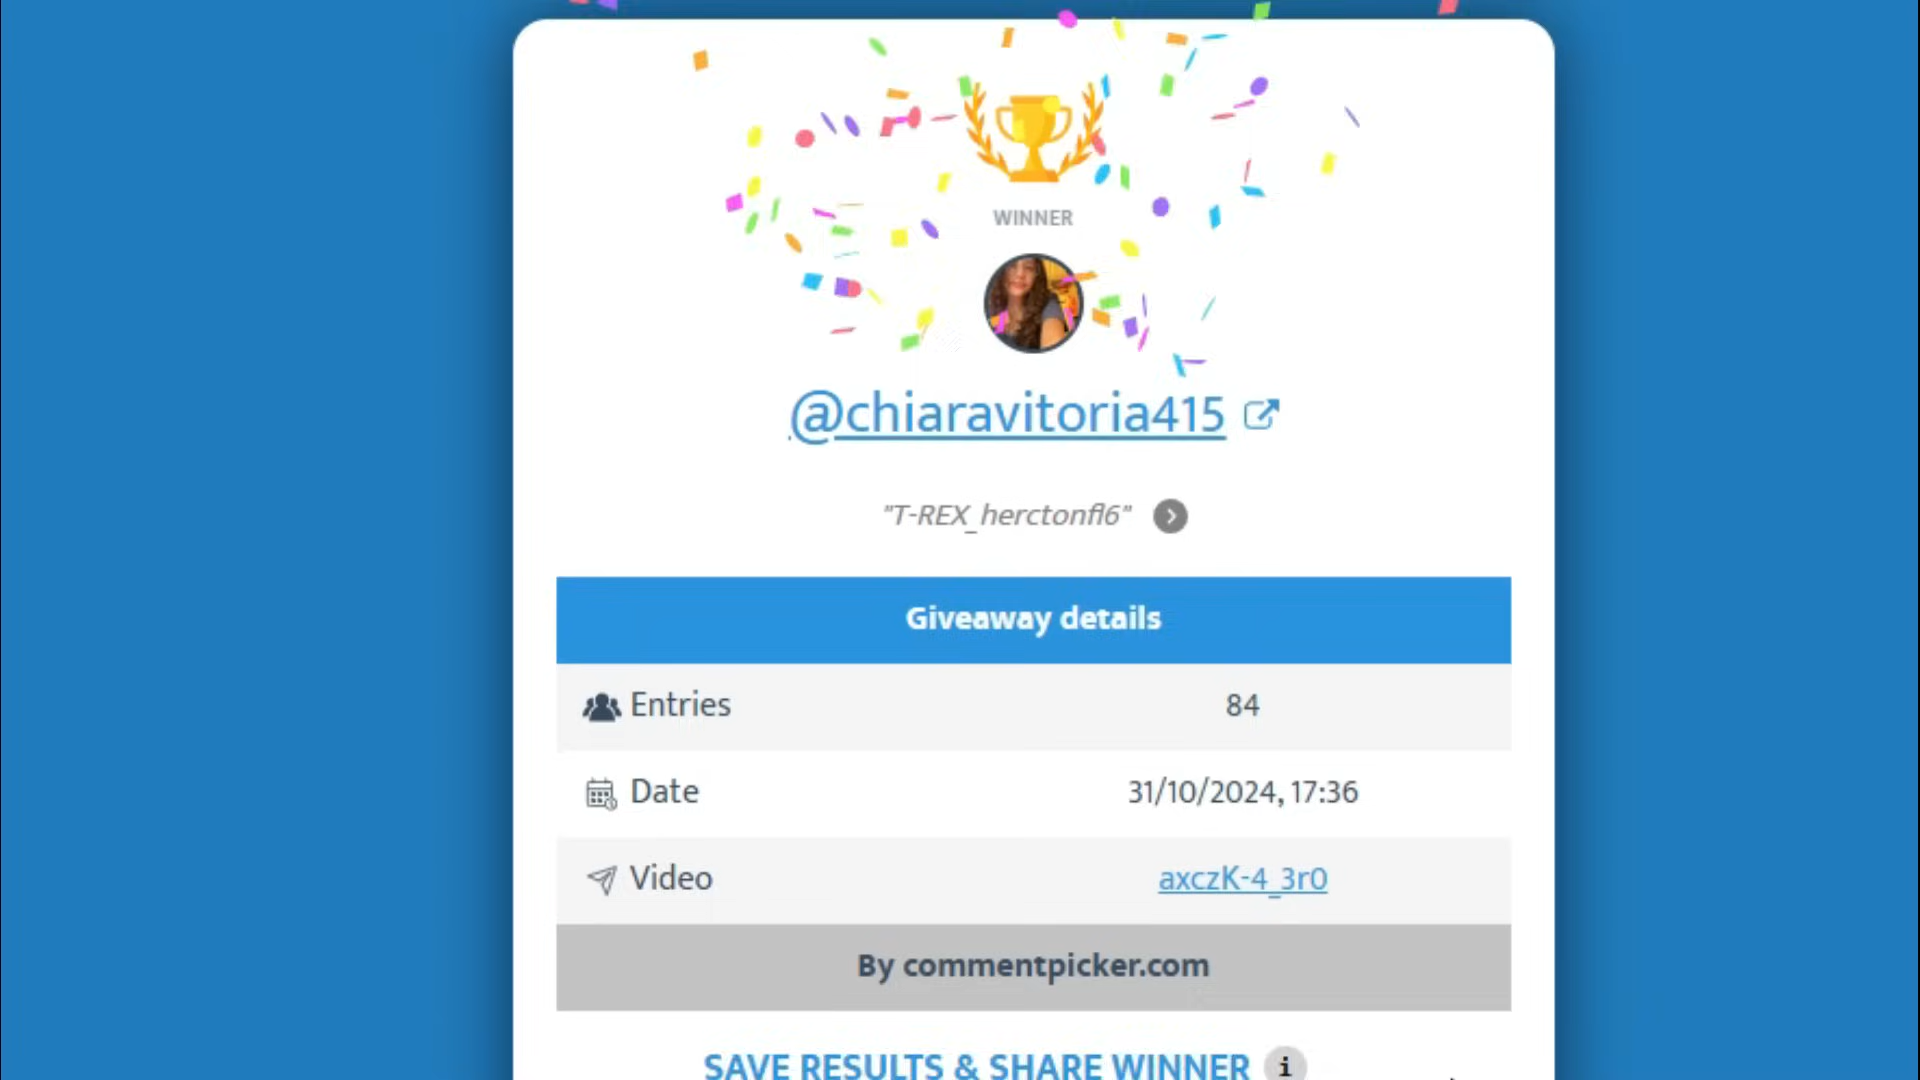 WINNER
@chiaravitoria415
"T-REX_herctonfl6"
Giveaway details
Entries 84
Date 31/10/2024, 17:36
Video axczK-4_3r0
By commentpicker.com
SAVE RESULTS & SHARE WINNER i